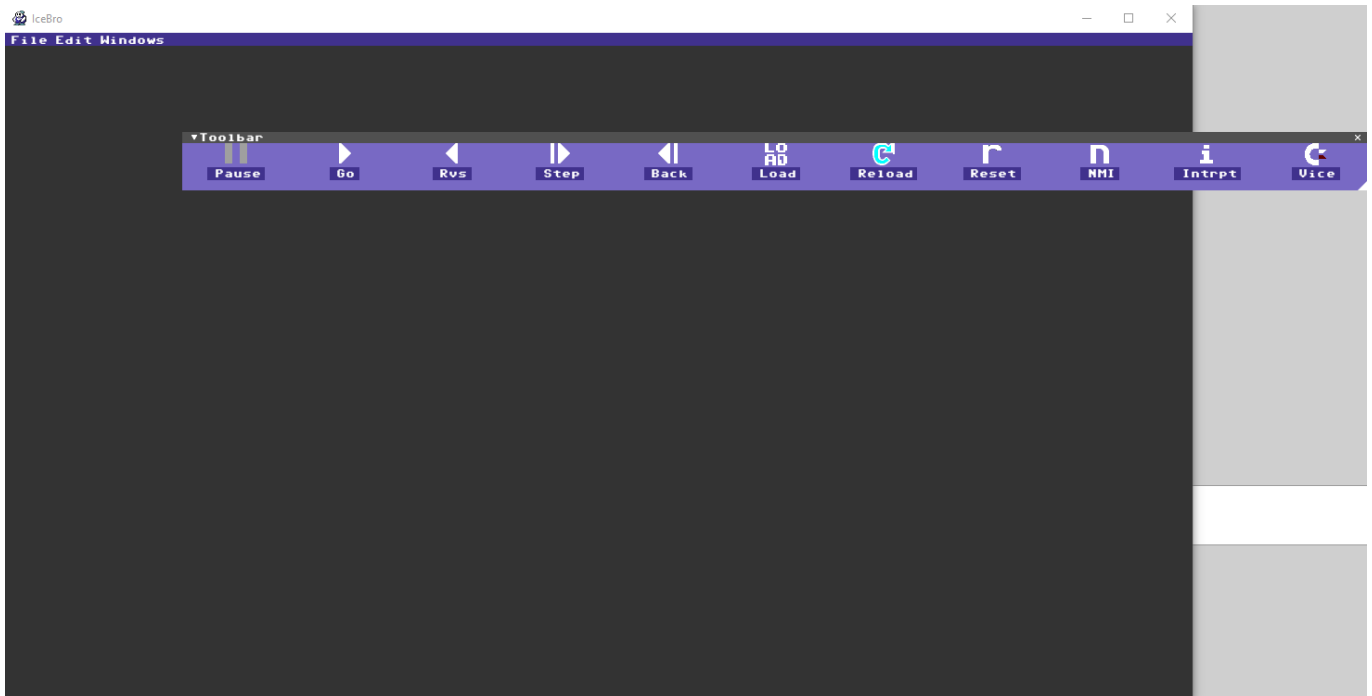 IceBro
File Edit Windows
Toolbar
LO
AD
C r n i
Pause Go Rvs Step Back Load Reload Reset NMI Intrpt Vice